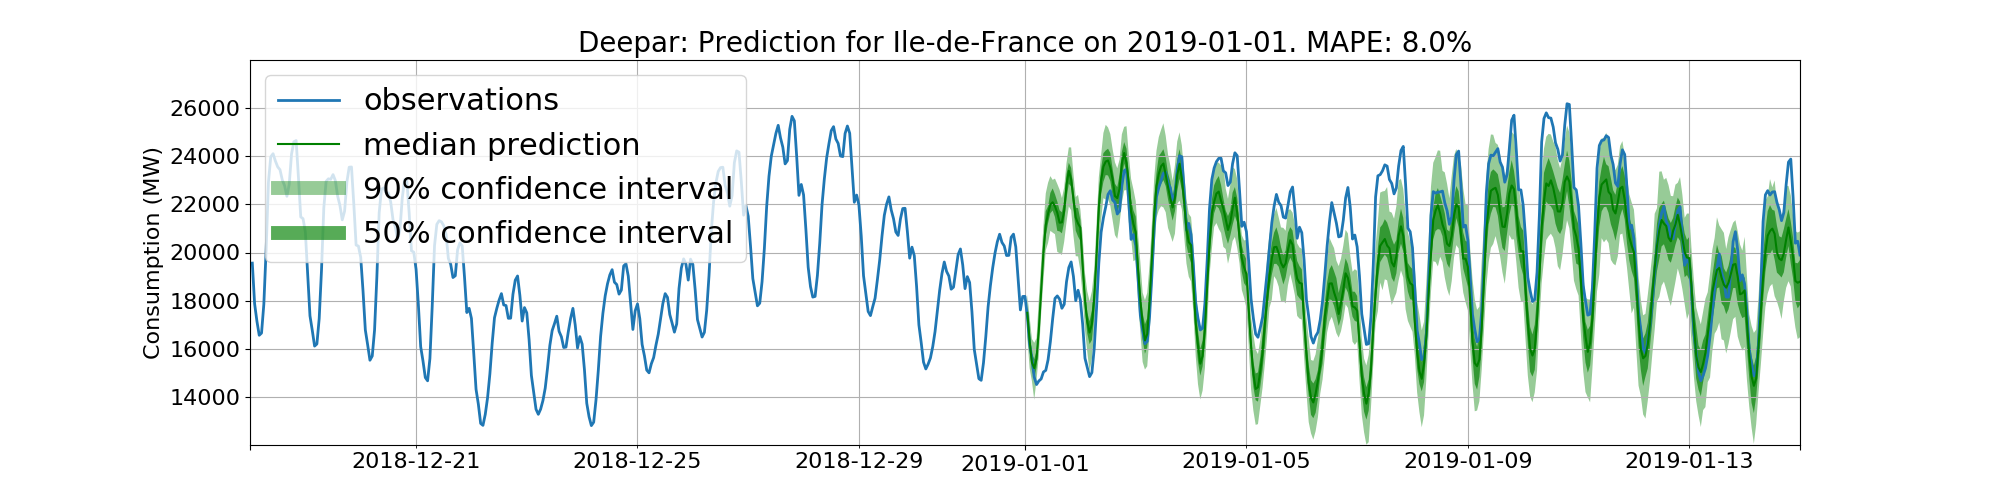 Deepar: Prediction for Ile-de-France on 2019-01-01. MAPE: 8.0%
observations
median prediction
90% confidence interval
50% confidence interval
Consumption (MW)
26000
24000
22000
20000
18000
16000
14000
2018-12-21
2018-12-25
2018-12-29
2019-01-01
2019-01-05
2019-01-09
2019-01-13